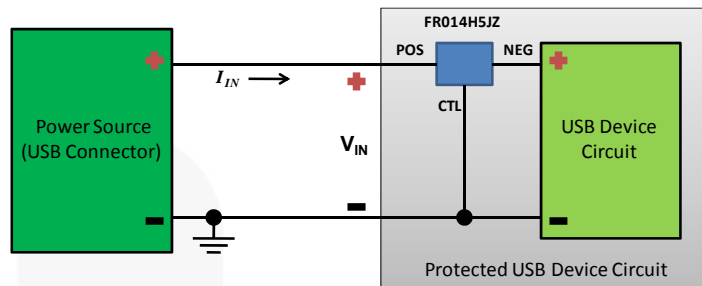 FR014H5JZ
POS
NEG
+
I_IN
+
+
CTL
Power Source
(USB Connector)
V_IN
USB Device
Circuit
-
-
-
Protected USB Device Circuit